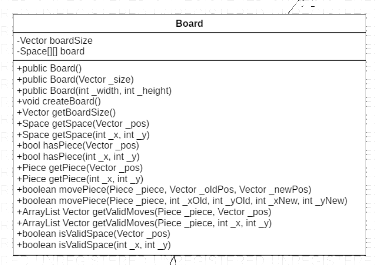 Board
-Vector boardSize
-Space[][] board
+public Board()
+public Board(Vector _size)
+public Board(int _width, int _height)
+void createBoard()
+Vector getBoardSize()
+Space getSpace(Vector _pos)
+Space getSpace(int _x, int _y)
+bool hasPiece(Vector _pos)
+bool hasPiece(int _x, int _y)
+Piece getPiece(Vector _pos)
+Piece getPiece(int _x, int _y)
+boolean movePiece(Piece _piece, Vector _oldPos, Vector _newPos)
+boolean movePiece(Piece _piece, int _xOld, int _yOld, int _xNew, int _yNew)
+ArrayList Vector getValidMoves(Piece _piece, Vector _pos)
+ArrayList Vector getValidMoves(Piece _piece, int _x, int _y)
+boolean isValidSpace(Vector _pos)
+boolean isValidSpace(int _x, int _y)